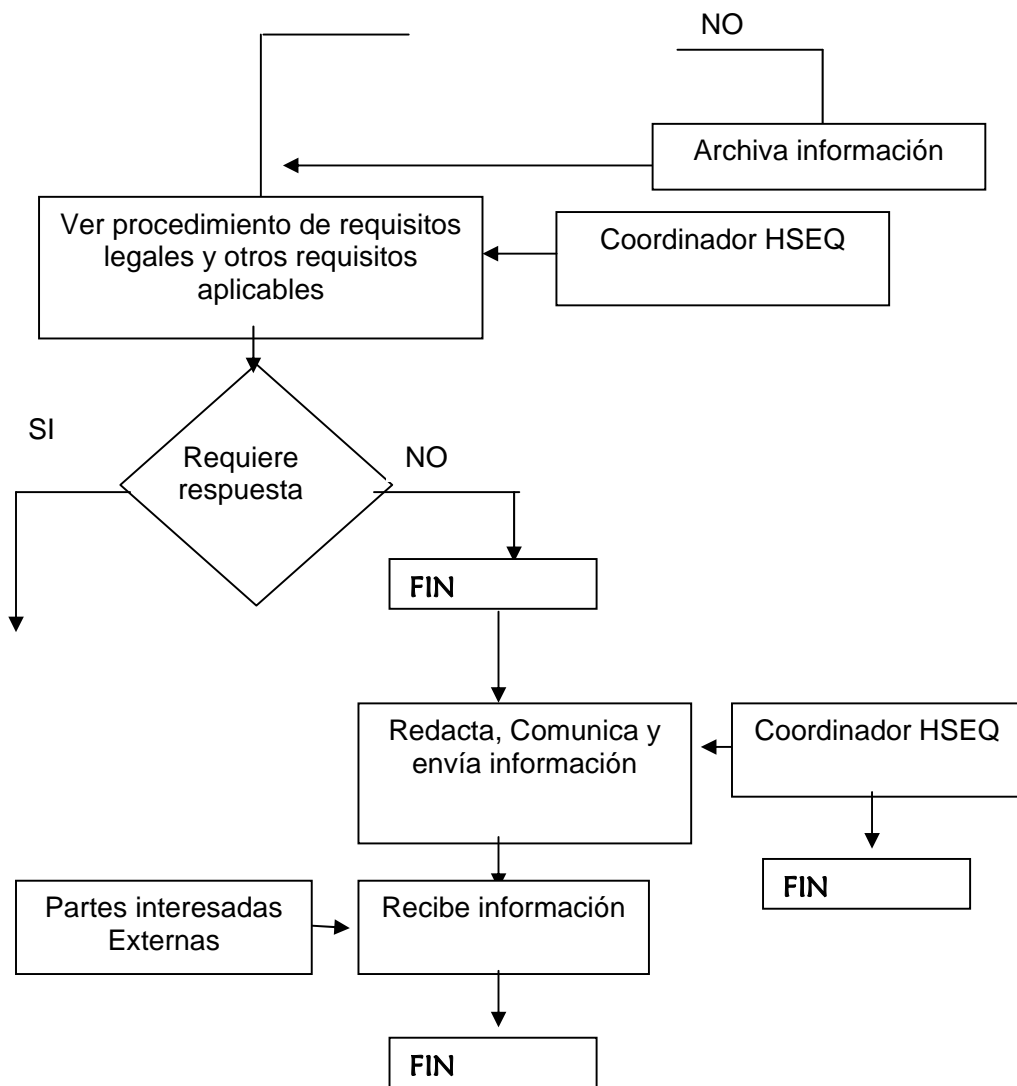 NO
Archiva información
Ver procedimiento de requisitos
legales y otros requisitos
aplicables
Coordinador HSEQ
SI
Requiere
respuesta
NO
FIN
Redacta, Comunica y
envía información
Coordinador HSEQ
FIN
Partes interesadas
Externas
Recibe información
FIN